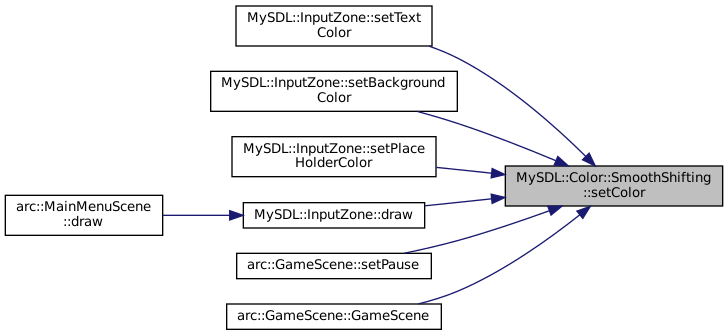 MySDL::InputZone::setText
Color
MySDL::InputZone::setBackground
Color
MySDL::InputZone::setPlace
HolderColor
MySDL::Color::SmoothShifting
::setColor
arc::MainMenuScene
::draw
MySDL::InputZone::draw
arc::GameScene::setPause
arc::GameScene::GameScene